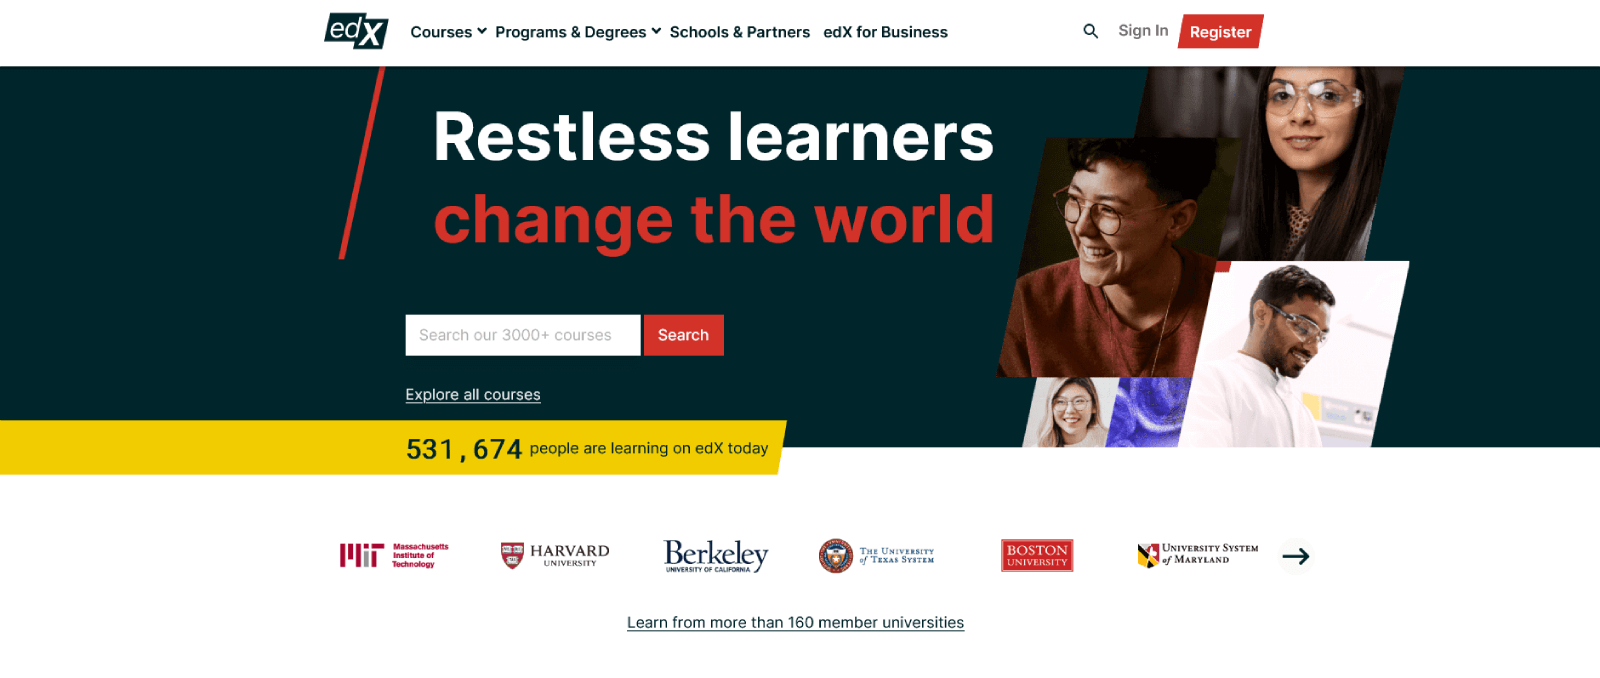 edX
Courses Programs & Degrees Schools & Partners edX for Business
Sign In Register
Restless learners
change the world
Search our 3000+ courses Search
Explore all courses
531,674 people are learning on edX today
Massachusetts
Institute of
Technology
HARVARD
UNIVERSITY
Berkeley
UNIVERSITY OF CALIFORNIA
THE UNIVERSITY
of TEXAS SYSTEM
BOSTON
UNIVERSITY
UNIVERSITY SYSTEM
of MARYLAND
Learn from more than 160 member universities